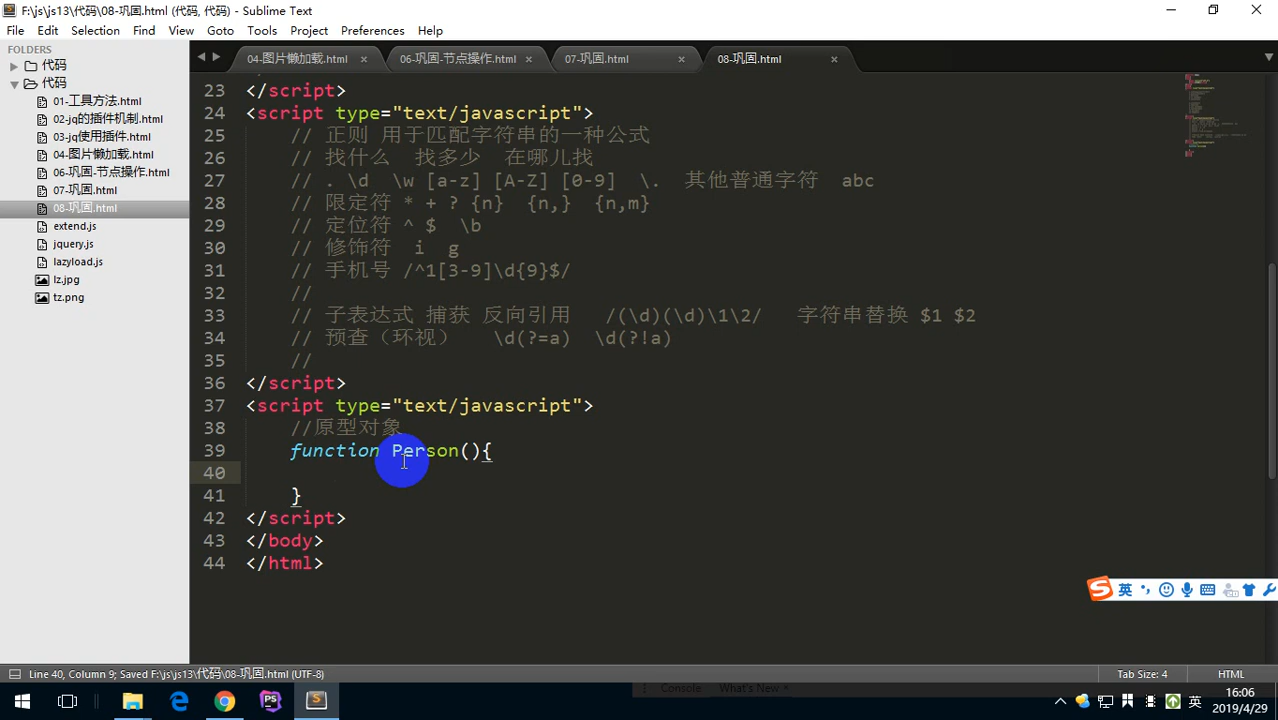 F:\js\js13\代码\08-巩固.html (代码, 代码) - Sublime Text
File Edit Selection Find View Goto Tools Project Preferences Help
FOLDERS
代码
代码
01-工具方法.html
02-jq的插件机制.html
03-jq使用插件.html
04-图片懒加载.html
06-巩固-节点操作.html
07-巩固.html
08-巩固.html
extend.js
jquery.js
lazyload.js
lz.jpg
tz.png
04-图片懒加载.html × 06-巩固-节点操作.html × 07-巩固.html × 08-巩固.html ×
23 </script>
24 <script type="text/javascript">
25 // 正则 用于匹配字符串的一种公式
26 // 找什么 找多少 在哪儿找
27 // . \d \w [a-z] [A-Z] [0-9] \. 其他普通字符 abc
28 // 限定符 * + ? {n} {n,} {n,m}
29 // 定位符 ^ $ \b
30 // 修饰符 i g
31 // 手机号 /^1[3-9]\d{9}$/
32 //
33 // 子表达式 捕获 反向引用 /(\d)(\d)\1\2/ 字符串替换 $1 $2
34 // 预查（环视） \d(?=a) \d(?!a)
35 //
36 </script>
37 <script type="text/javascript">
38 //原型对象
39 function Person(){
40
41 }
42 </script>
43 </body>
44 </html>
英
Line 40, Column 9; Saved F:\js\js13\代码\08-巩固.html (UTF-8) Tab Size: 4 HTML
Console What's New ×
英 16:06
2019/4/29